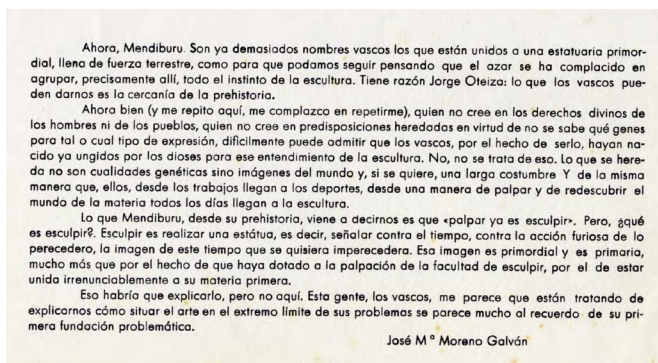 Ahora, Mendiburu. Son ya demasiados nombres vascos los que están unidos a una estatuaria primor-
dial, llena de fuerza terrestre, como para que podamos seguir pensando que el azar se ha complacido en
agrupar, precisamente allí, todo el instinto de la escultura. Tiene razón Jorge Oteiza: lo que los vascos pue-
den darnos es la cercanía de la prehistoria.
Ahora bien (y me repito aquí, me complazco en repetirme), quien no cree en los derechos divinos de
los hombres ni de los pueblos, quien no cree en predisposiciones heredadas en virtud de no se sabe qué genes
para tal o cual tipo de expresión, dificilmente puede admitir que los vascos, por el hecho de serlo, hayan na-
cido ya ungidos por los dioses para ese entendimiento de la escultura. No, no se trata de eso. Lo que se here-
da no son cualidades genéticas sino imágenes del mundo y, si se quiere, una larga costumbre Y de la misma
manera que, ellos, desde los trabajos llegan a los deportes, desde una manera de palpar y de redescubrir el
mundo de la materia todos los días llegan a la escultura.
Lo que Mendiburu, desde su prehistoria, viene a decirnos es que «palpar ya es esculpir». Pero, ¿qué
es esculpir?. Esculpir es realizar una estátua, es decir, señalar contra el tiempo, contra la acción furiosa de lo
perecedero, la imagen de este tiempo que se quisiera imperecedera. Esa imagen es primordial y es primaria,
mucho más que por el hecho de que haya dotado a la palpación de la facultad de esculpir, por el de estar
unida irrenunciablemente a su materia primera.
Eso habría que explicarlo, pero no aquí. Esta gente, los vascos, me parece que están tratando de
explicarnos cómo situar el arte en el extremo límite de sus problemas se parece mucho al recuerdo de su pri-
mera fundación problemática.
José Mª Moreno Galván